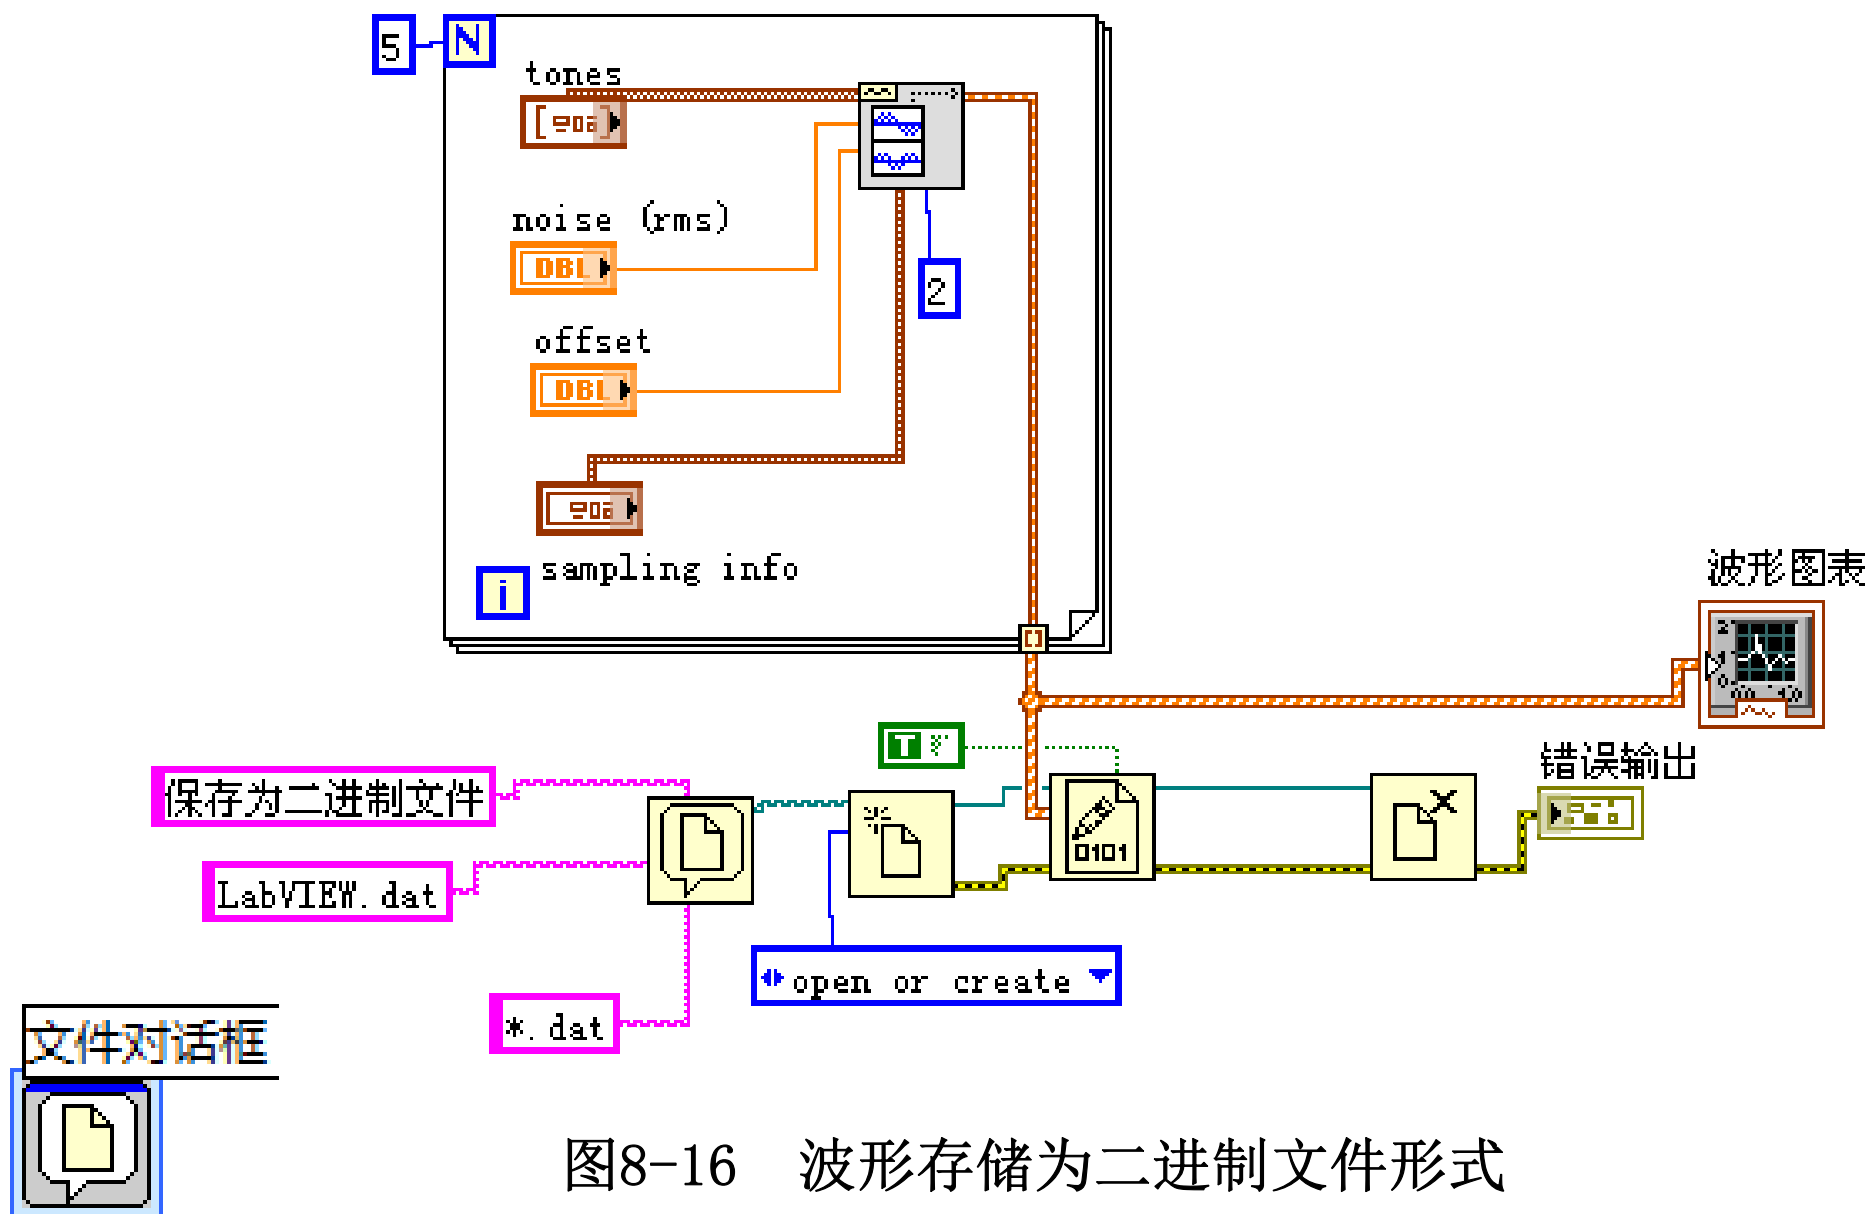 5
N
tones
noise (rms)
DBL
2
offset
DBL
sampling info
i
波形图表
T
错误输出
保存为二进制文件
0101
LabVIEW.dat
open or create
*.dat
文件对话框
图8-16 波形存储为二进制文件形式